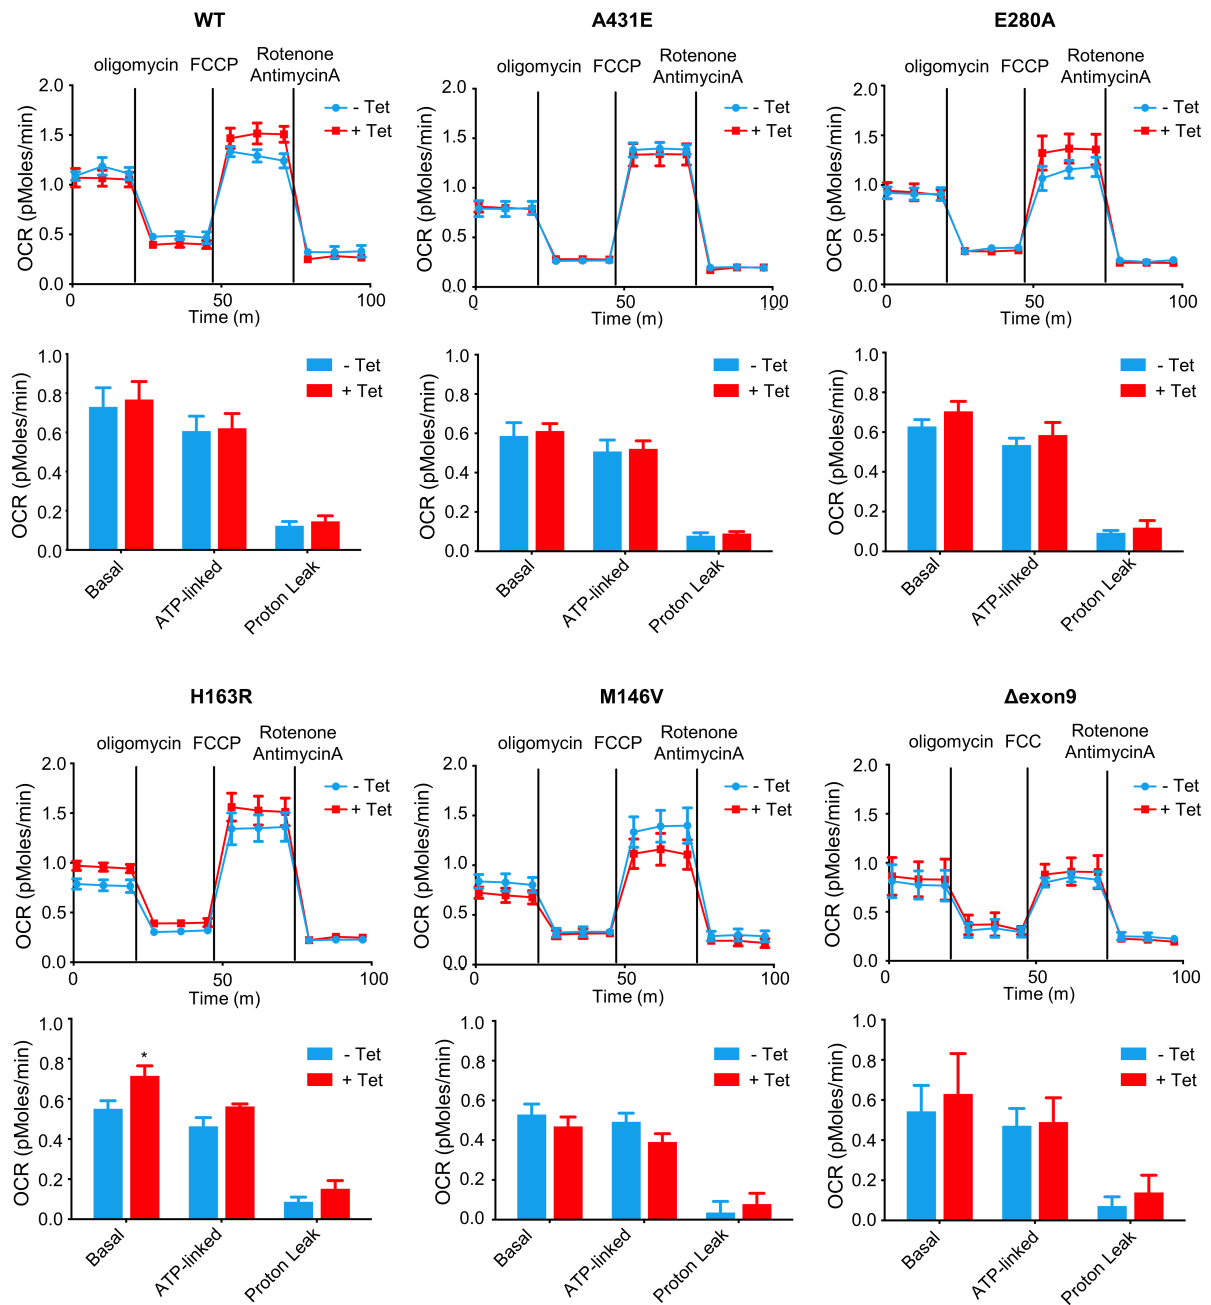 WT
oligomycin FCCP Rotenone
AntimycinA
OCR (pMoles/min)
2.0
1.5
1.0
0.5
0.0
0 50 100
Time (m)
- Tet
+ Tet
A431E
oligomycin FCCP Rotenone
AntimycinA
OCR (pMoles/min)
2.0
1.5
1.0
0.5
0.0
0 50
Time (m)
- Tet
+ Tet
E280A
oligomycin FCCP Rotenone
AntimycinA
OCR (pMoles/min)
2.0
1.5
1.0
0.5
0.0
0 50 100
Time (m)
- Tet
+ Tet
OCR (pMoles/min)
1.0
0.8
0.6
0.4
0.2
0.0
Basal
ATP-linked
Proton Leak
- Tet
+ Tet
OCR (pMoles/min)
1.0
0.8
0.6
0.4
0.2
0.0
Basal
ATP-linked
Proton Leak
- Tet
+ Tet
OCR (pMoles/min)
1.0
0.8
0.6
0.4
0.2
0.0
Basal
ATP-linked
Proton Leak
- Tet
+ Tet
H163R
oligomycin FCCP Rotenone
AntimycinA
OCR (pMoles/min)
2.0
1.5
1.0
0.5
0.0
0 50 100
Time (m)
- Tet
+ Tet
M146V
oligomycin FCCP Rotenone
AntimycinA
OCR (pMoles/min)
2.0
1.5
1.0
0.5
0.0
0 50 100
Time (m)
- Tet
+ Tet
Δexon9
oligomycin FCC Rotenone
AntimycinA
OCR (pMoles/min)
2.0
1.5
1.0
0.5
0.0
0 50 100
Time (m)
- Tet
+ Tet
OCR (pMoles/min)
1.0
0.8
0.6
0.4
0.2
0.0
*
Basal
ATP-linked
Proton Leak
- Tet
+ Tet
OCR (pMoles/min)
1.0
0.8
0.6
0.4
0.2
0.0
Basal
ATP-linked
Proton Leak
- Tet
+ Tet
OCR (pMoles/min)
1.0
0.8
0.6
0.4
0.2
0.0
Basal
ATP-linked
Proton Leak
- Tet
+ Tet